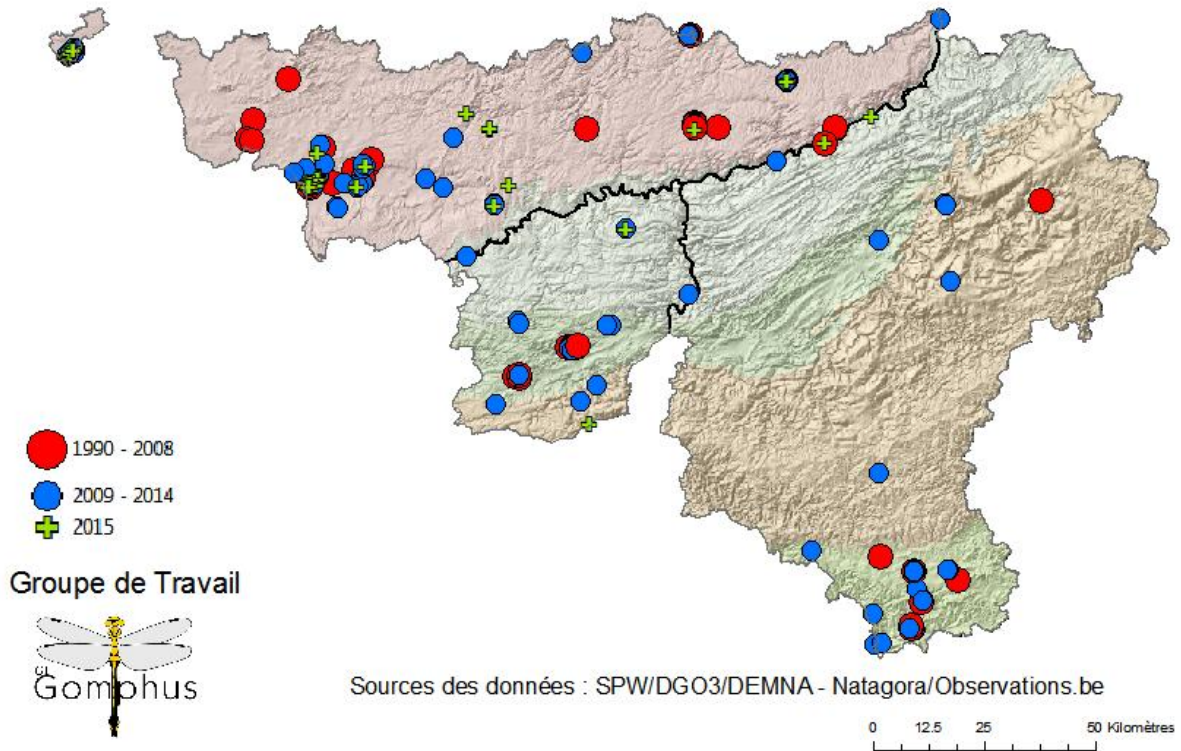 1990 - 2008
2009 - 2014
2015
Groupe de Travail
GT
Gomphus
Sources des données : SPW/DGO3/DEMNA - Natagora/Observations.be
0 12.5 25 50 Kilomètres